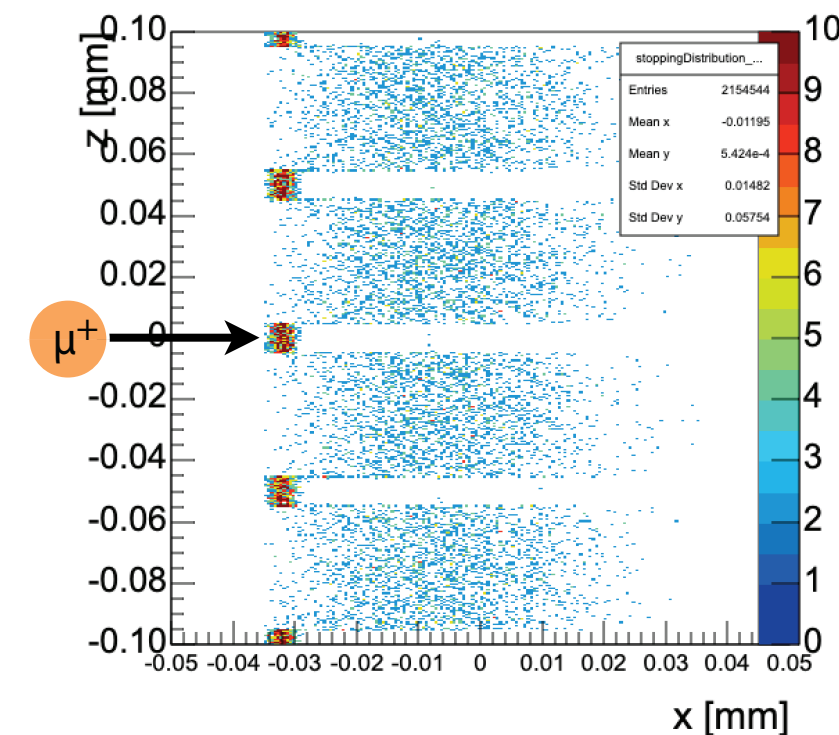 z [mm]
0.10
0.08
0.06
0.04
0.02
0
-0.02
-0.04
-0.06
-0.08
-0.10
μ⁺
stoppingDistribution_...
Entries 2154544
Mean x -0.01195
Mean y 5.424e-4
Std Dev x 0.01482
Std Dev y 0.05754
10
9
8
7
6
5
4
3
2
1
0
-0.05 -0.04 -0.03 -0.02 -0.01 0 0.01 0.02 0.03 0.04 0.05
x [mm]